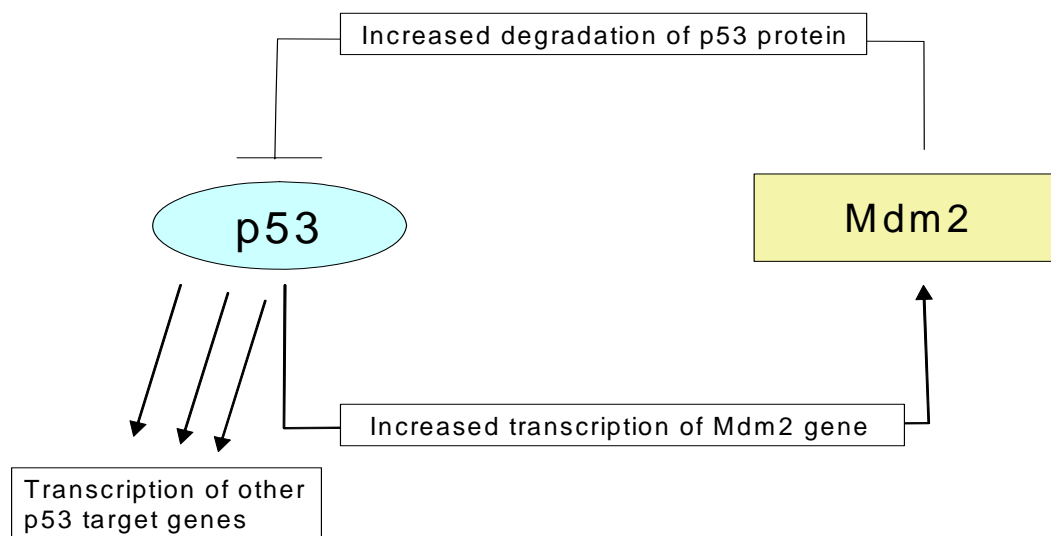 Increased degradation of p53 protein
p53
Mdm2
Increased transcription of Mdm2 gene
Transcription of other
p53 target genes